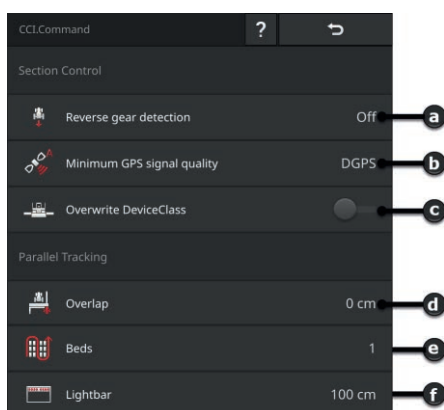 CCI.Command ?
Section Control
Reverse gear detection Off a
Minimum GPS signal quality DGPS b
Overwrite DeviceClass c
Parallel Tracking
Overlap 0 cm d
Beds 1 e
Lightbar 100 cm f